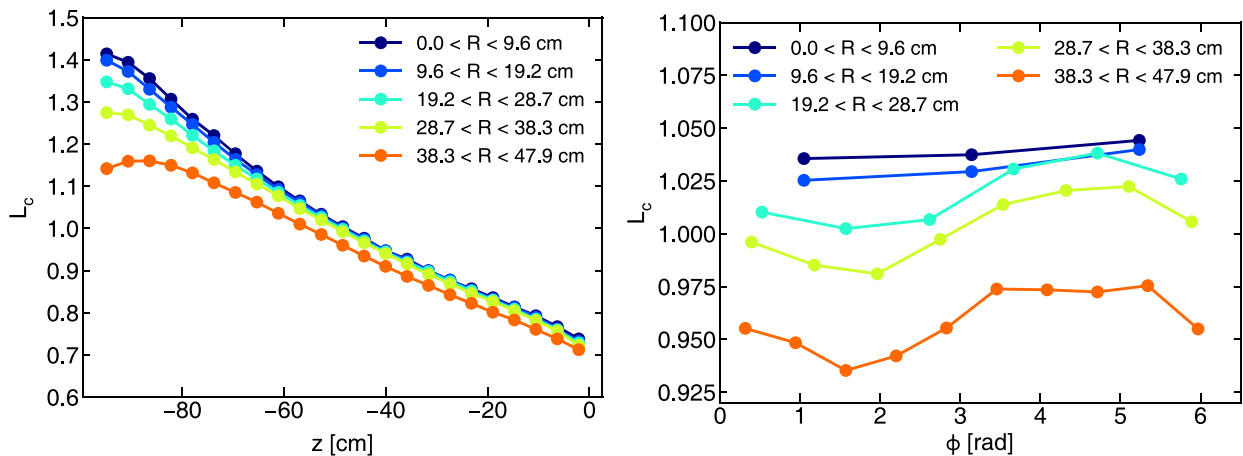 1.5
1.4
1.3
1.2
1.1
1.0
0.9
0.8
0.7
0.6
L_c
0.0 < R < 9.6 cm
9.6 < R < 19.2 cm
19.2 < R < 28.7 cm
28.7 < R < 38.3 cm
38.3 < R < 47.9 cm
−80
−60
−40
−20
0
z [cm]
1.100
1.075
1.050
1.025
1.000
0.975
0.950
0.925
L_c
0.0 < R < 9.6 cm
9.6 < R < 19.2 cm
19.2 < R < 28.7 cm
28.7 < R < 38.3 cm
38.3 < R < 47.9 cm
0
1
2
3
4
5
6
ϕ [rad]